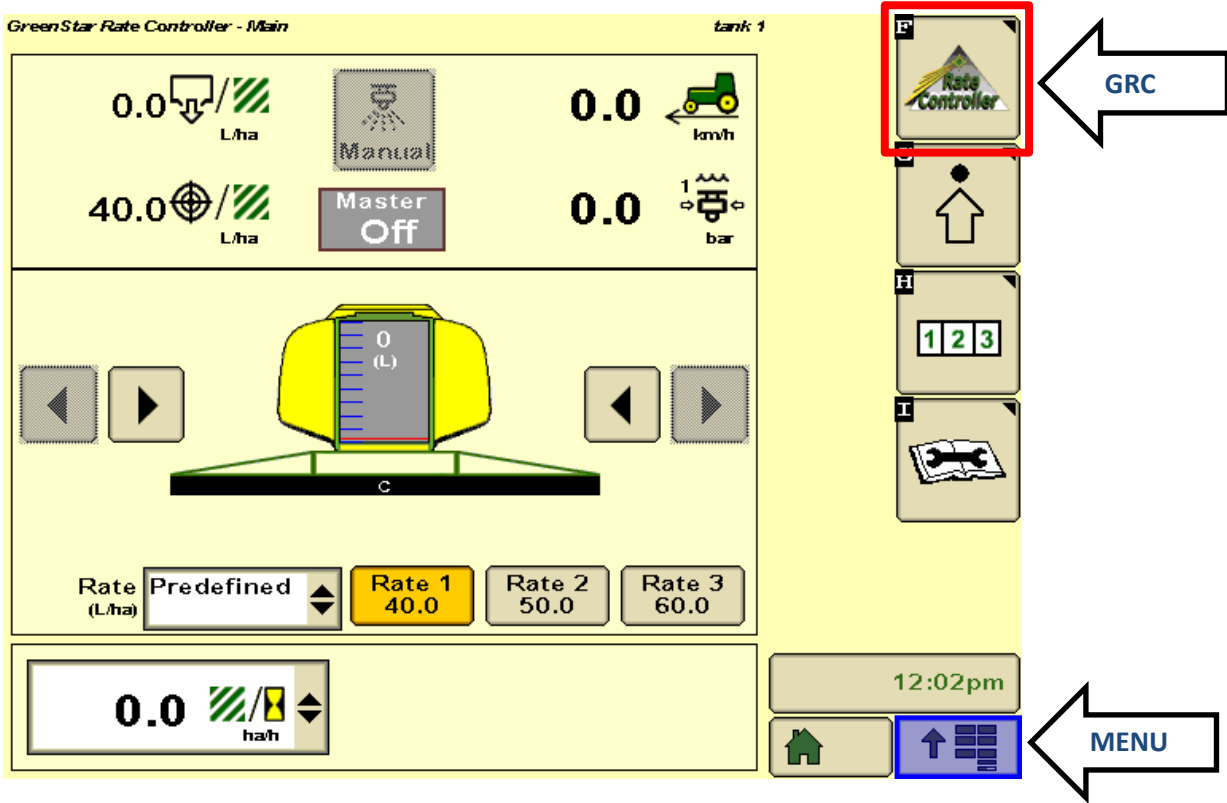 GreenStar Rate Controller - Main
tank 1
F
Rate
Controller
GRC
0.0
/
L/ha
Manual
0.0
km/h
40.0
/
L/ha
Master
Off
0.0
1
bar
G
H
1 2 3
I
0
(L)
C
Rate
(L/ha)
Predefined
Rate 1
40.0
Rate 2
50.0
Rate 3
60.0
0.0
/
ha/h
12:02pm
MENU